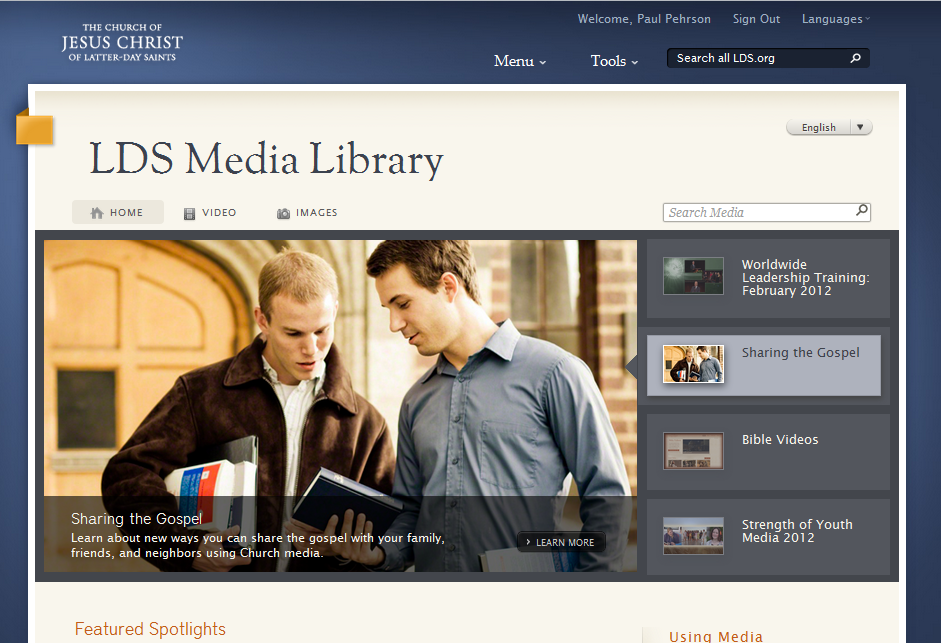 THE CHURCH OF
JESUS CHRIST
OF LATTER-DAY SAINTS
Welcome, Paul Pehrson
Sign Out
Languages
Menu
Tools
Search all LDS.org
English
LDS Media Library
HOME
VIDEO
IMAGES
Search Media
Worldwide
Leadership Training:
February 2012
Sharing the Gospel
Bible Videos
Strength of Youth
Media 2012
Sharing the Gospel
Learn about new ways you can share the gospel with your family,
friends, and neighbors using Church media.
LEARN MORE
Featured Spotlights
Using Media